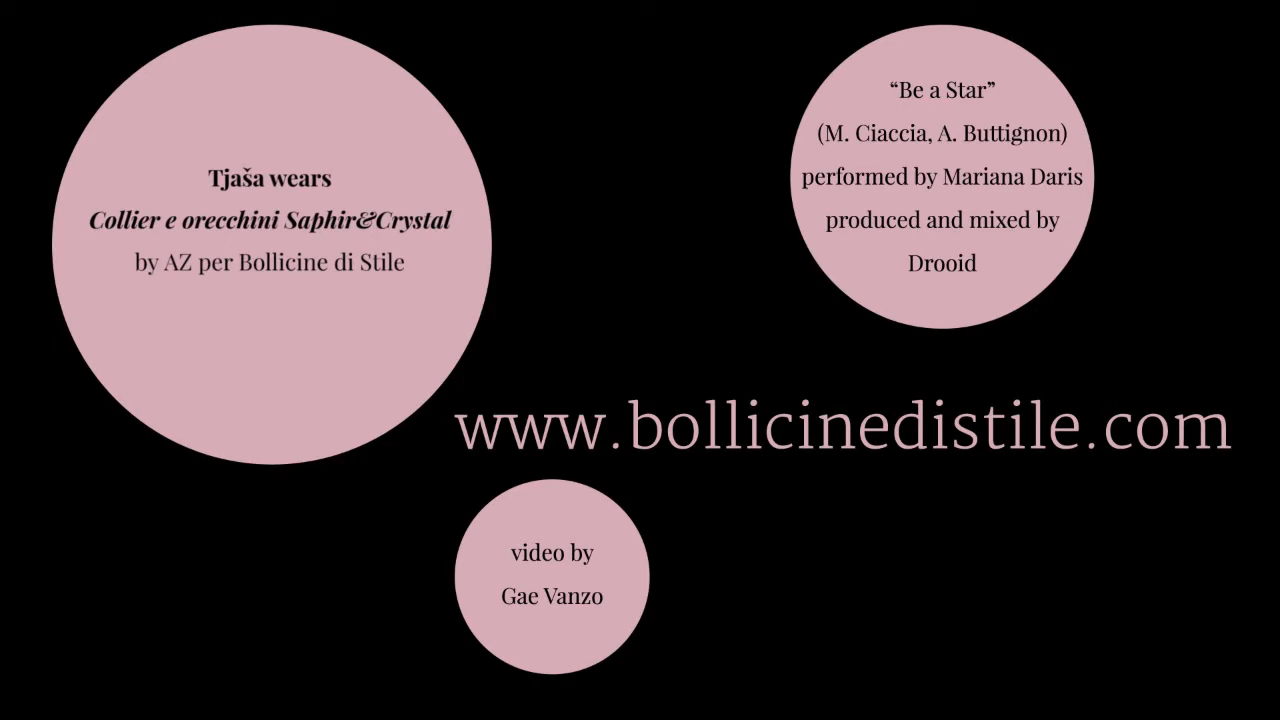 Tjaša wears
Collier e orecchini Saphir&Crystal
by AZ per Bollicine di Stile
“Be a Star”
(M. Ciaccia, A. Buttignon)
performed by Mariana Daris
produced and mixed by
Drooid
www.bollicinedistile.com
video by
Gae Vanzo